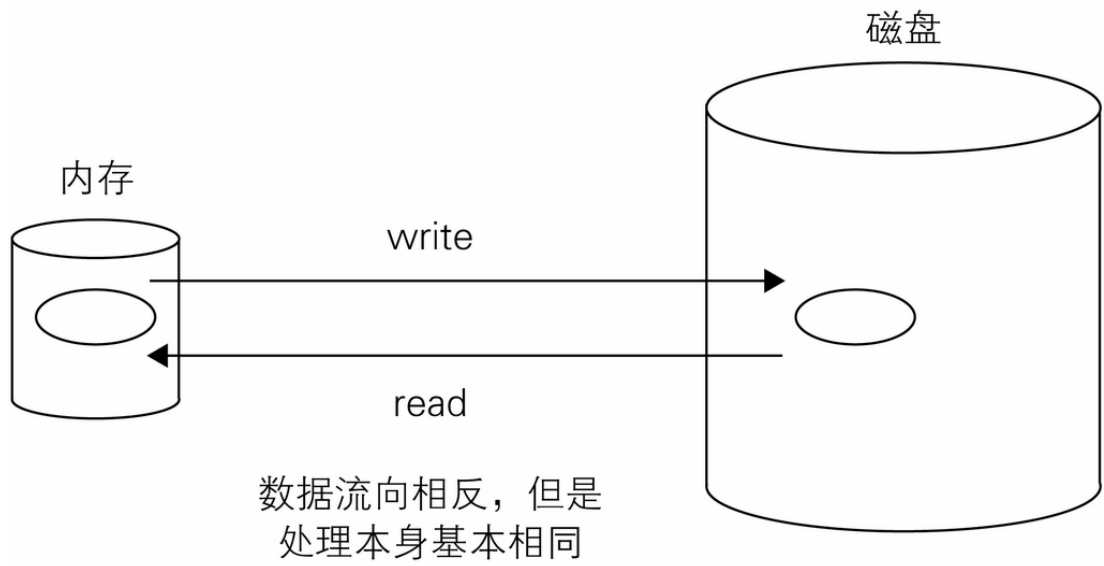 磁盘
内存
write
read
数据流向相反，但是
处理本身基本相同